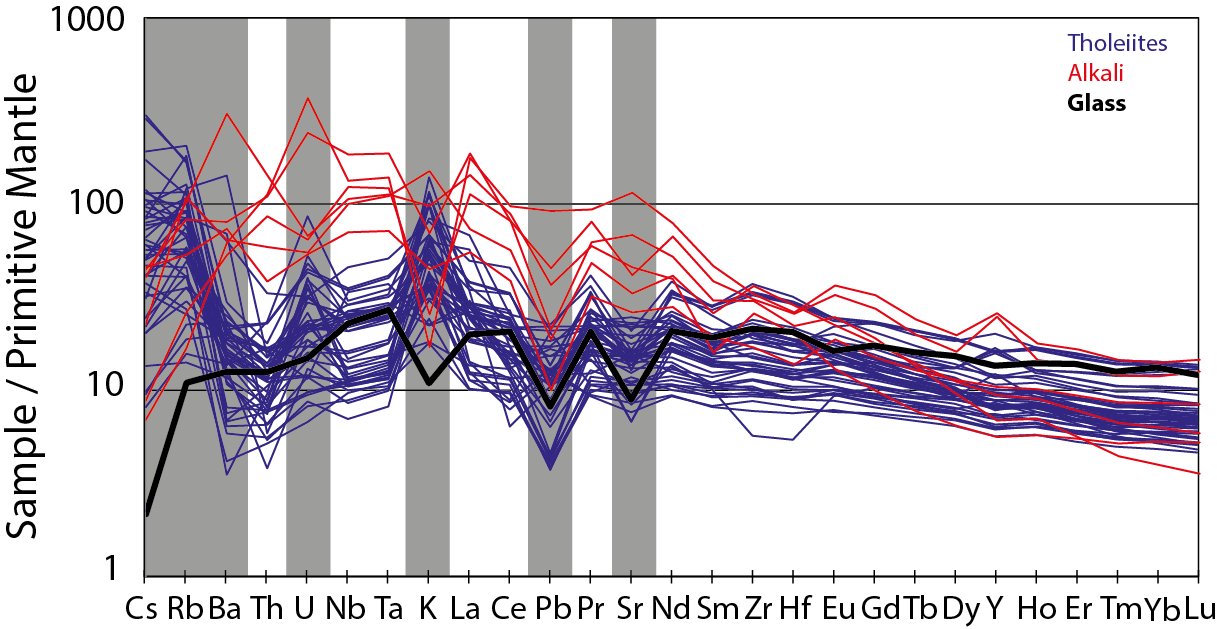 1000
Tholeiites
Alkali
Glass
100
10
1
Sample / Primitive Mantle
Cs Rb Ba Th U Nb Ta K La Ce Pb Pr Sr Nd Sm Zr Hf Eu Gd Tb Dy Y Ho Er Tm Yb Lu